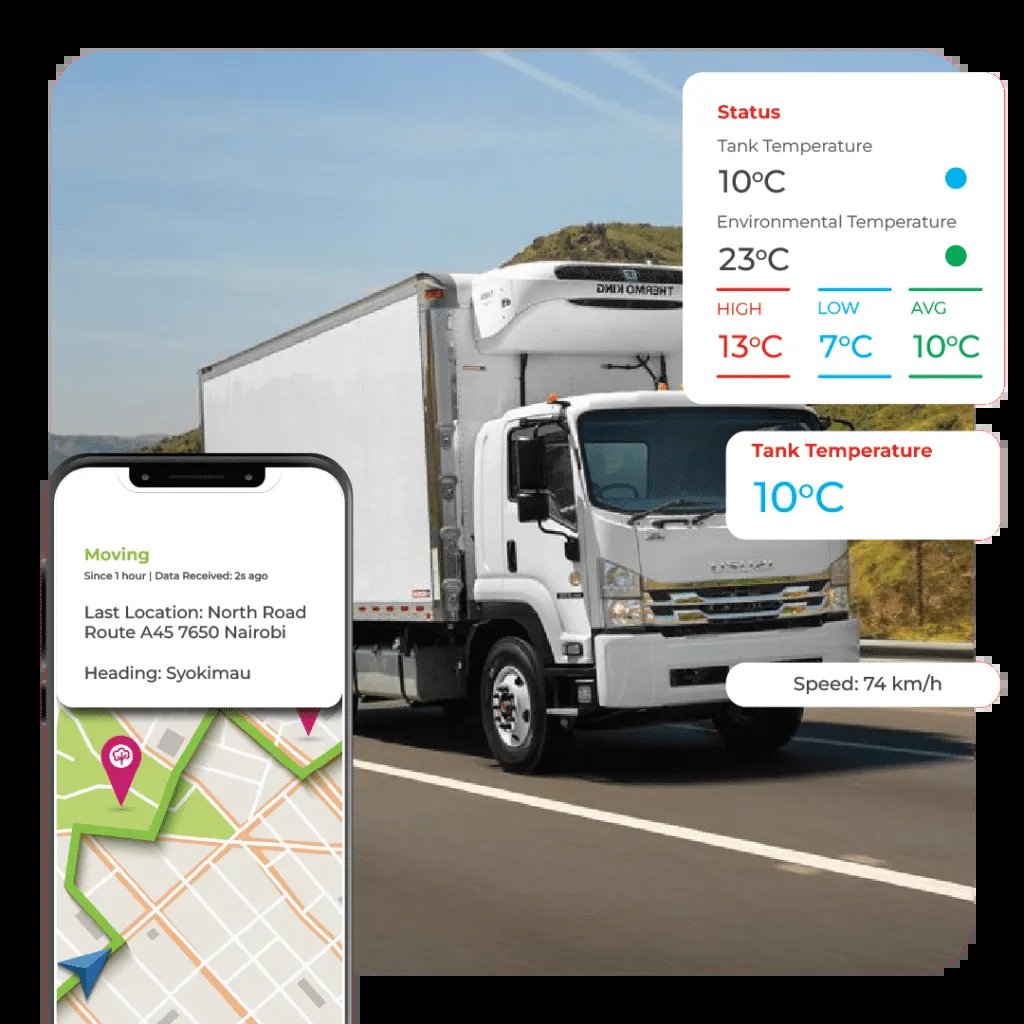 Status
Tank Temperature
10°C
Environmental Temperature
23°C
HIGH LOW AVG
13°C 7°C 10°C
THERMO KING
Tank Temperature
10°C
ISUZU
Moving
Since 1 hour | Data Received: 2s ago
Last Location: North Road
Route A45 7650 Nairobi
Heading: Syokimau
Speed: 74 km/h